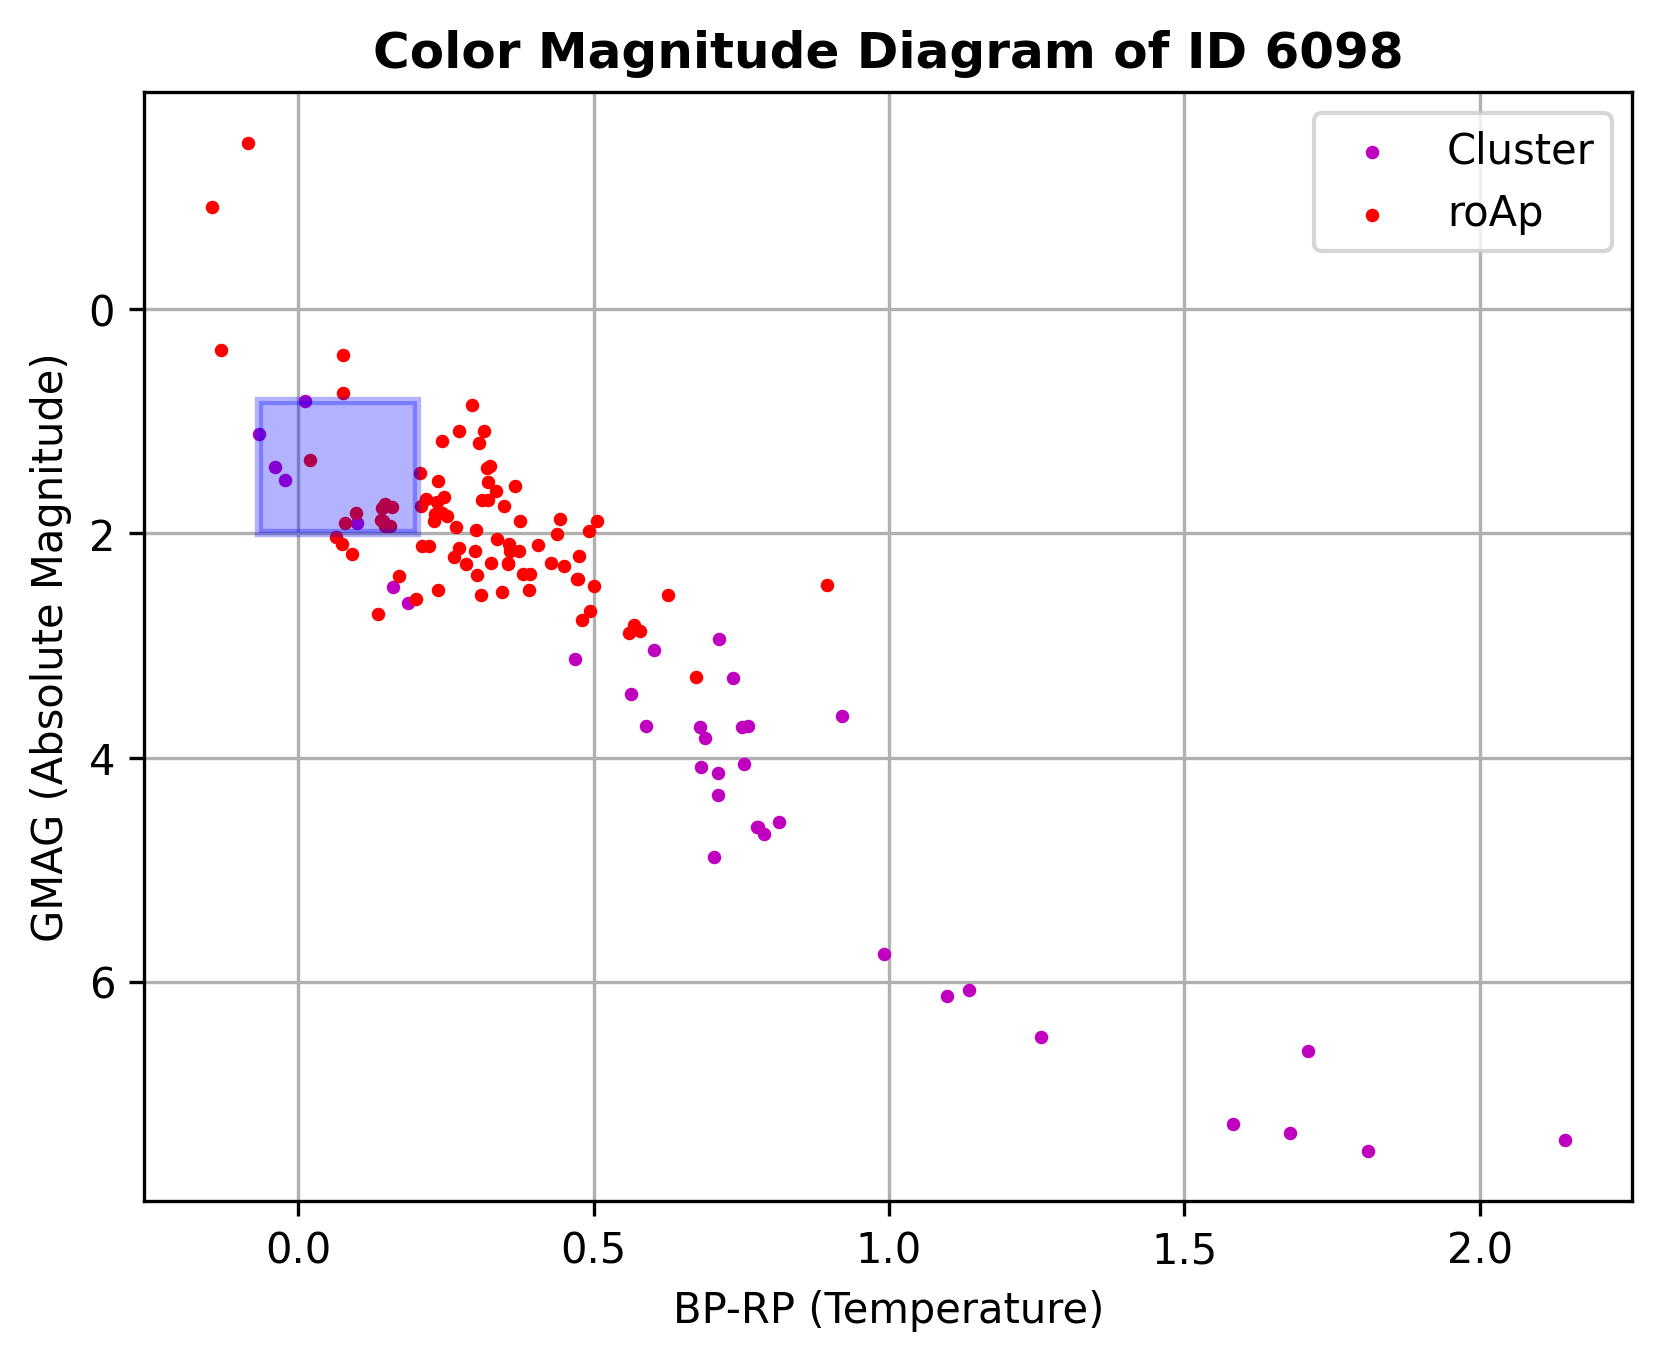 Color Magnitude Diagram of ID 6098
Cluster
roAp
GMAG (Absolute Magnitude)
0
2
4
6
0.0 0.5 1.0 1.5 2.0
BP-RP (Temperature)